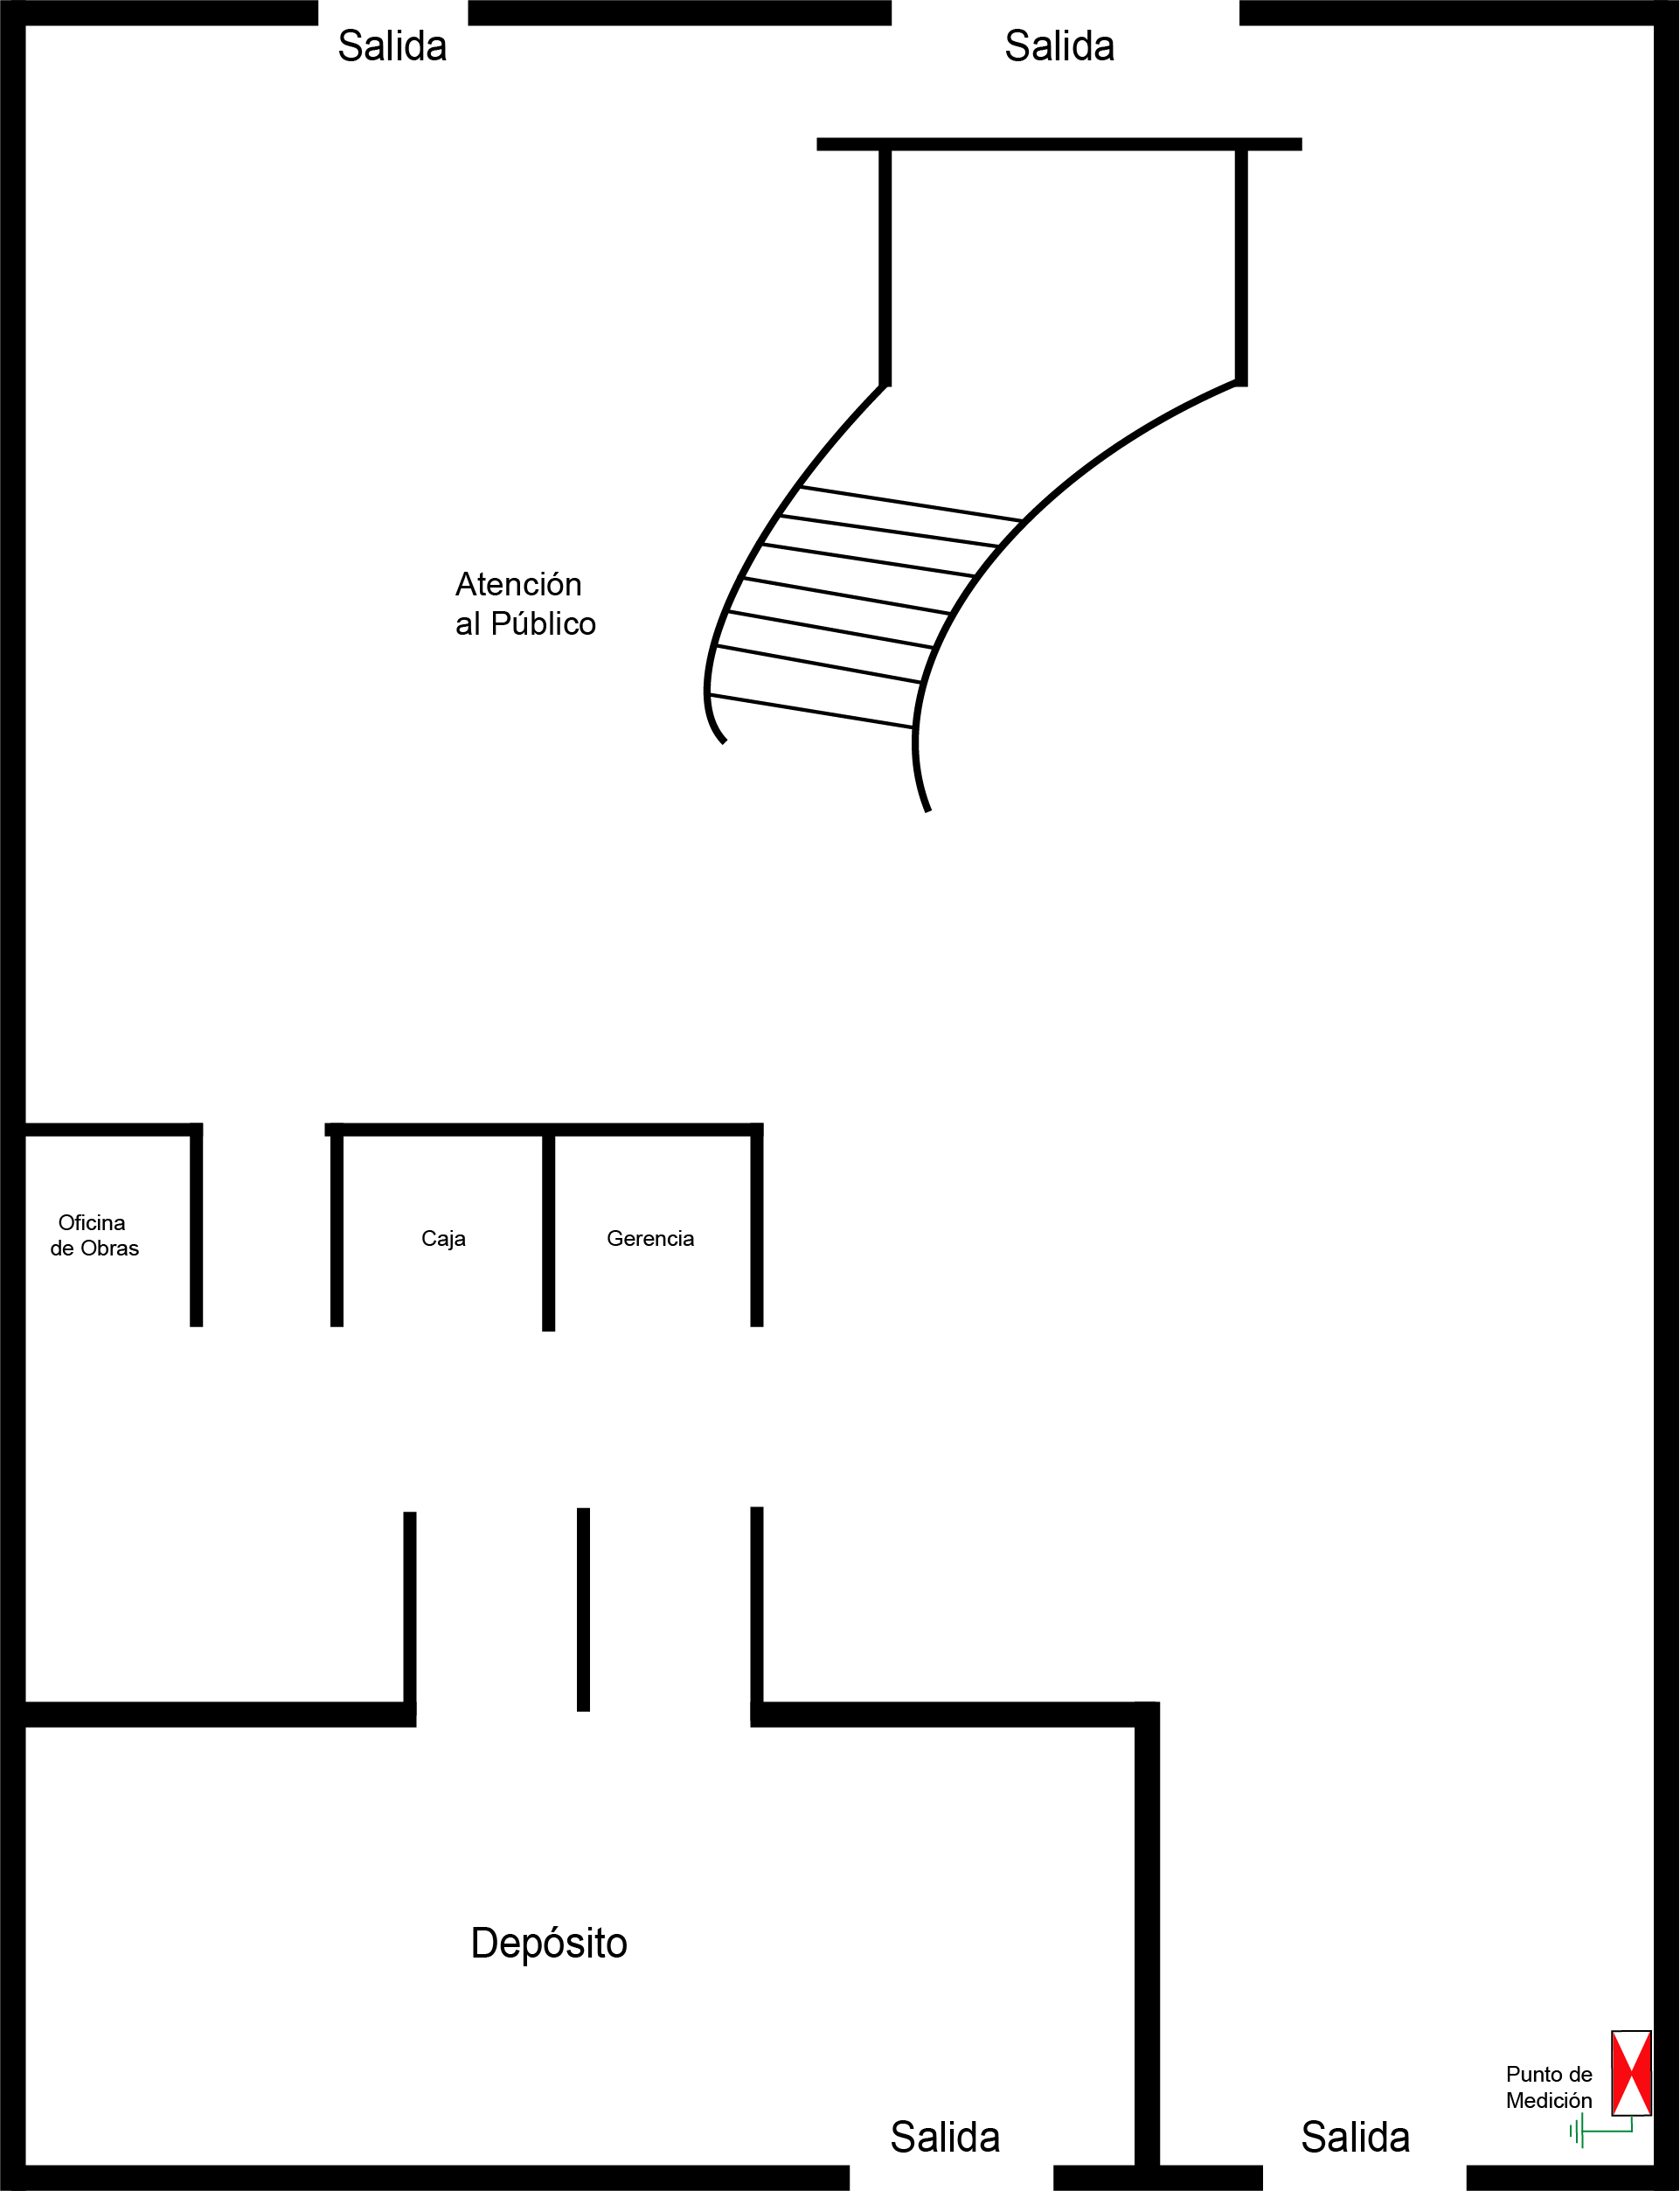 Salida
Salida
Atención
al Público
Oficina
de Obras
Caja
Gerencia
Depósito
Punto de
Medición
Salida
Salida